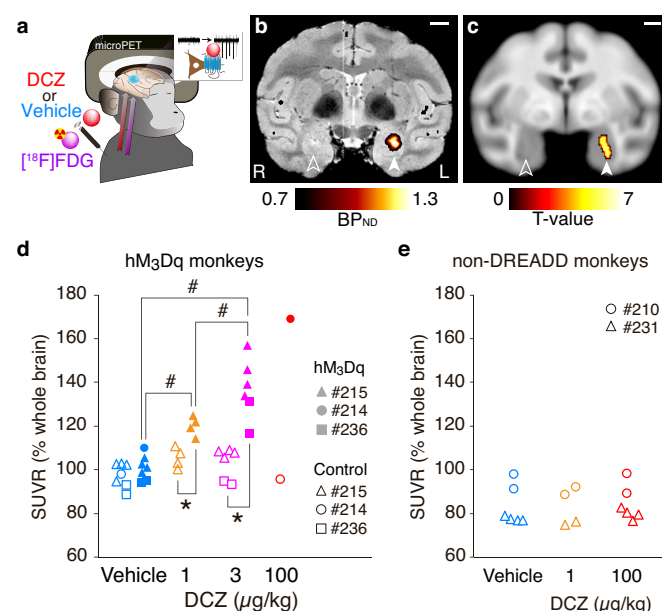 a
microPET
DCZ
or
Vehicle
[¹⁸F]FDG
b
R
L
0.7
1.3
BPND
c
0
7
T-value
d
hM₃Dq monkeys
SUVR (% whole brain)
180
160
140
120
100
80
60
#
#
#
*
*
hM₃Dq
#215
#214
#236
Control
#215
#214
#236
Vehicle 1 3 100
DCZ (µg/kg)
e
non-DREADD monkeys
SUVR (% whole brain)
180
160
140
120
100
80
60
#210
#231
Vehicle 1 100
DCZ (µg/kg)